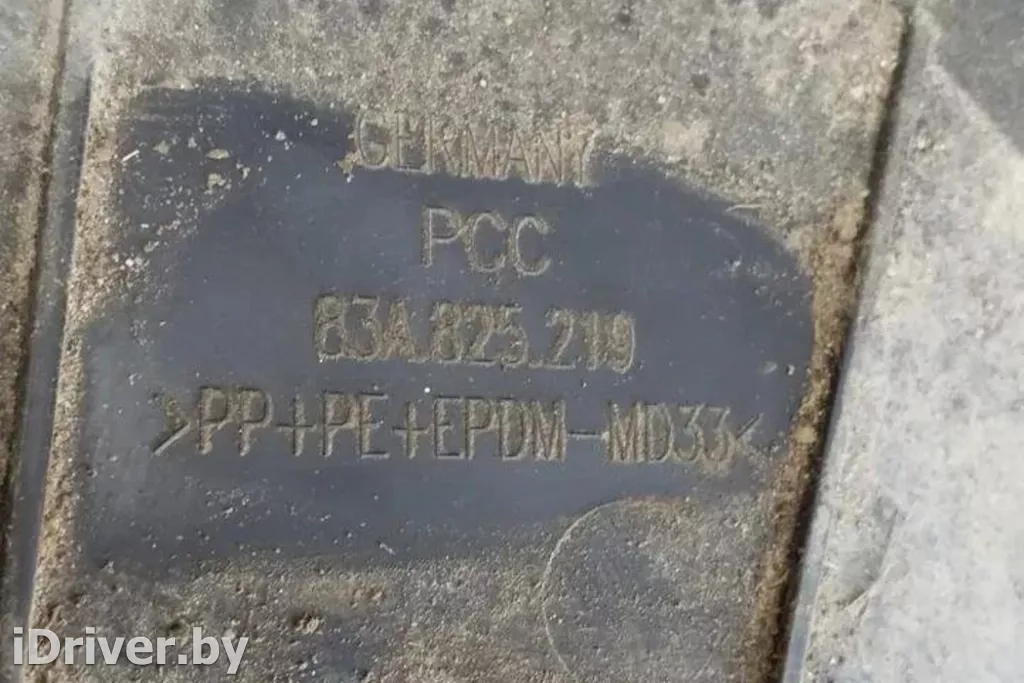 GERMANY
PCC
83A.825.219
>PP+PE+EPDM-MD33<
iDriver.by